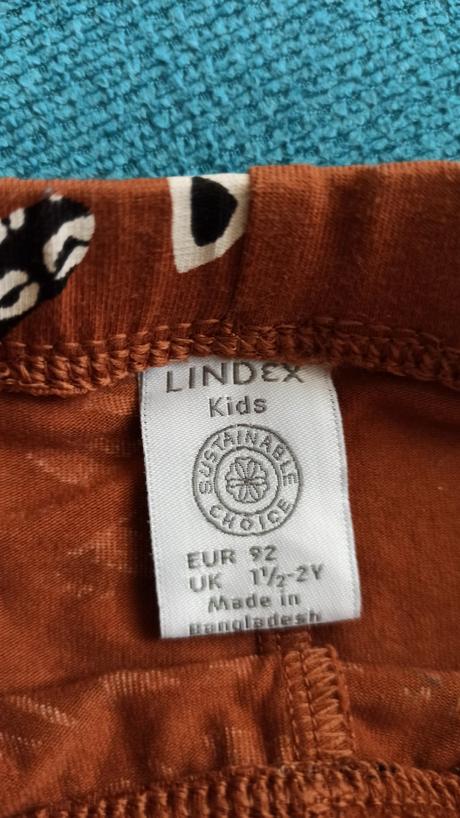 LINDEX
Kids
SUSTAINABLE
CHOICE
EUR 92
UK 1½-2Y
Made in
Bangladesh